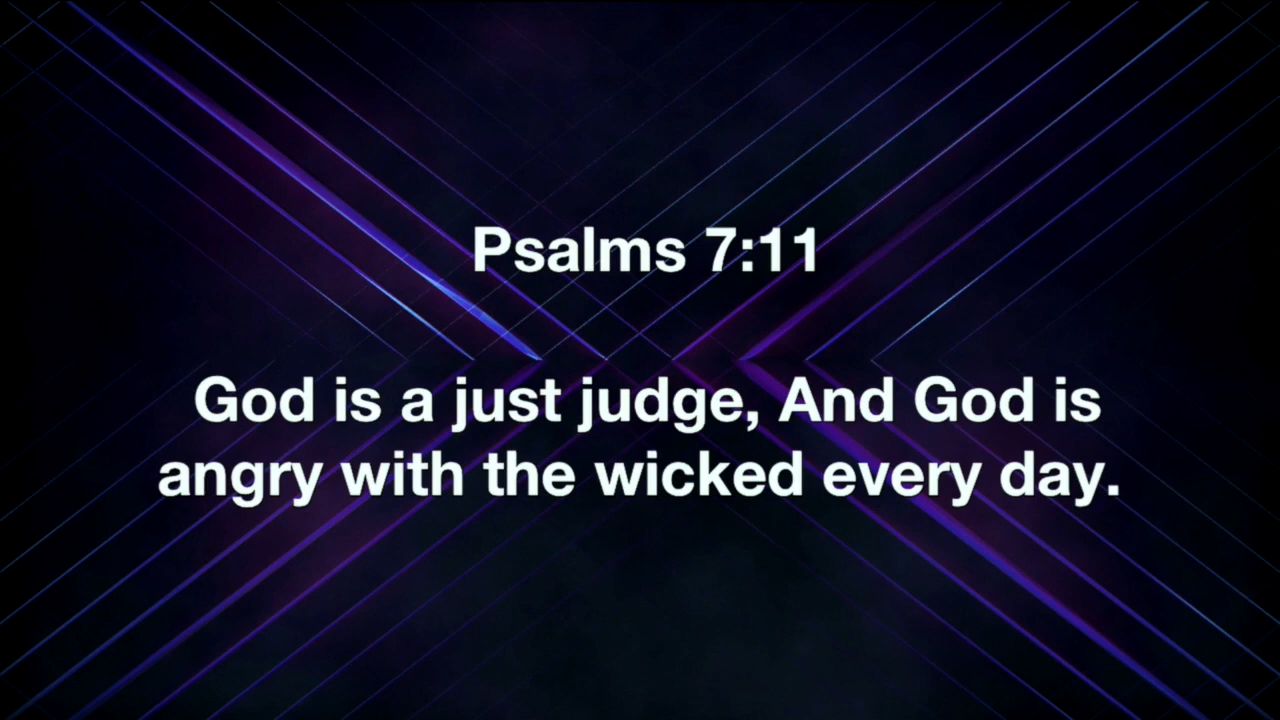 Psalms 7:11
God is a just judge, And God is
angry with the wicked every day.